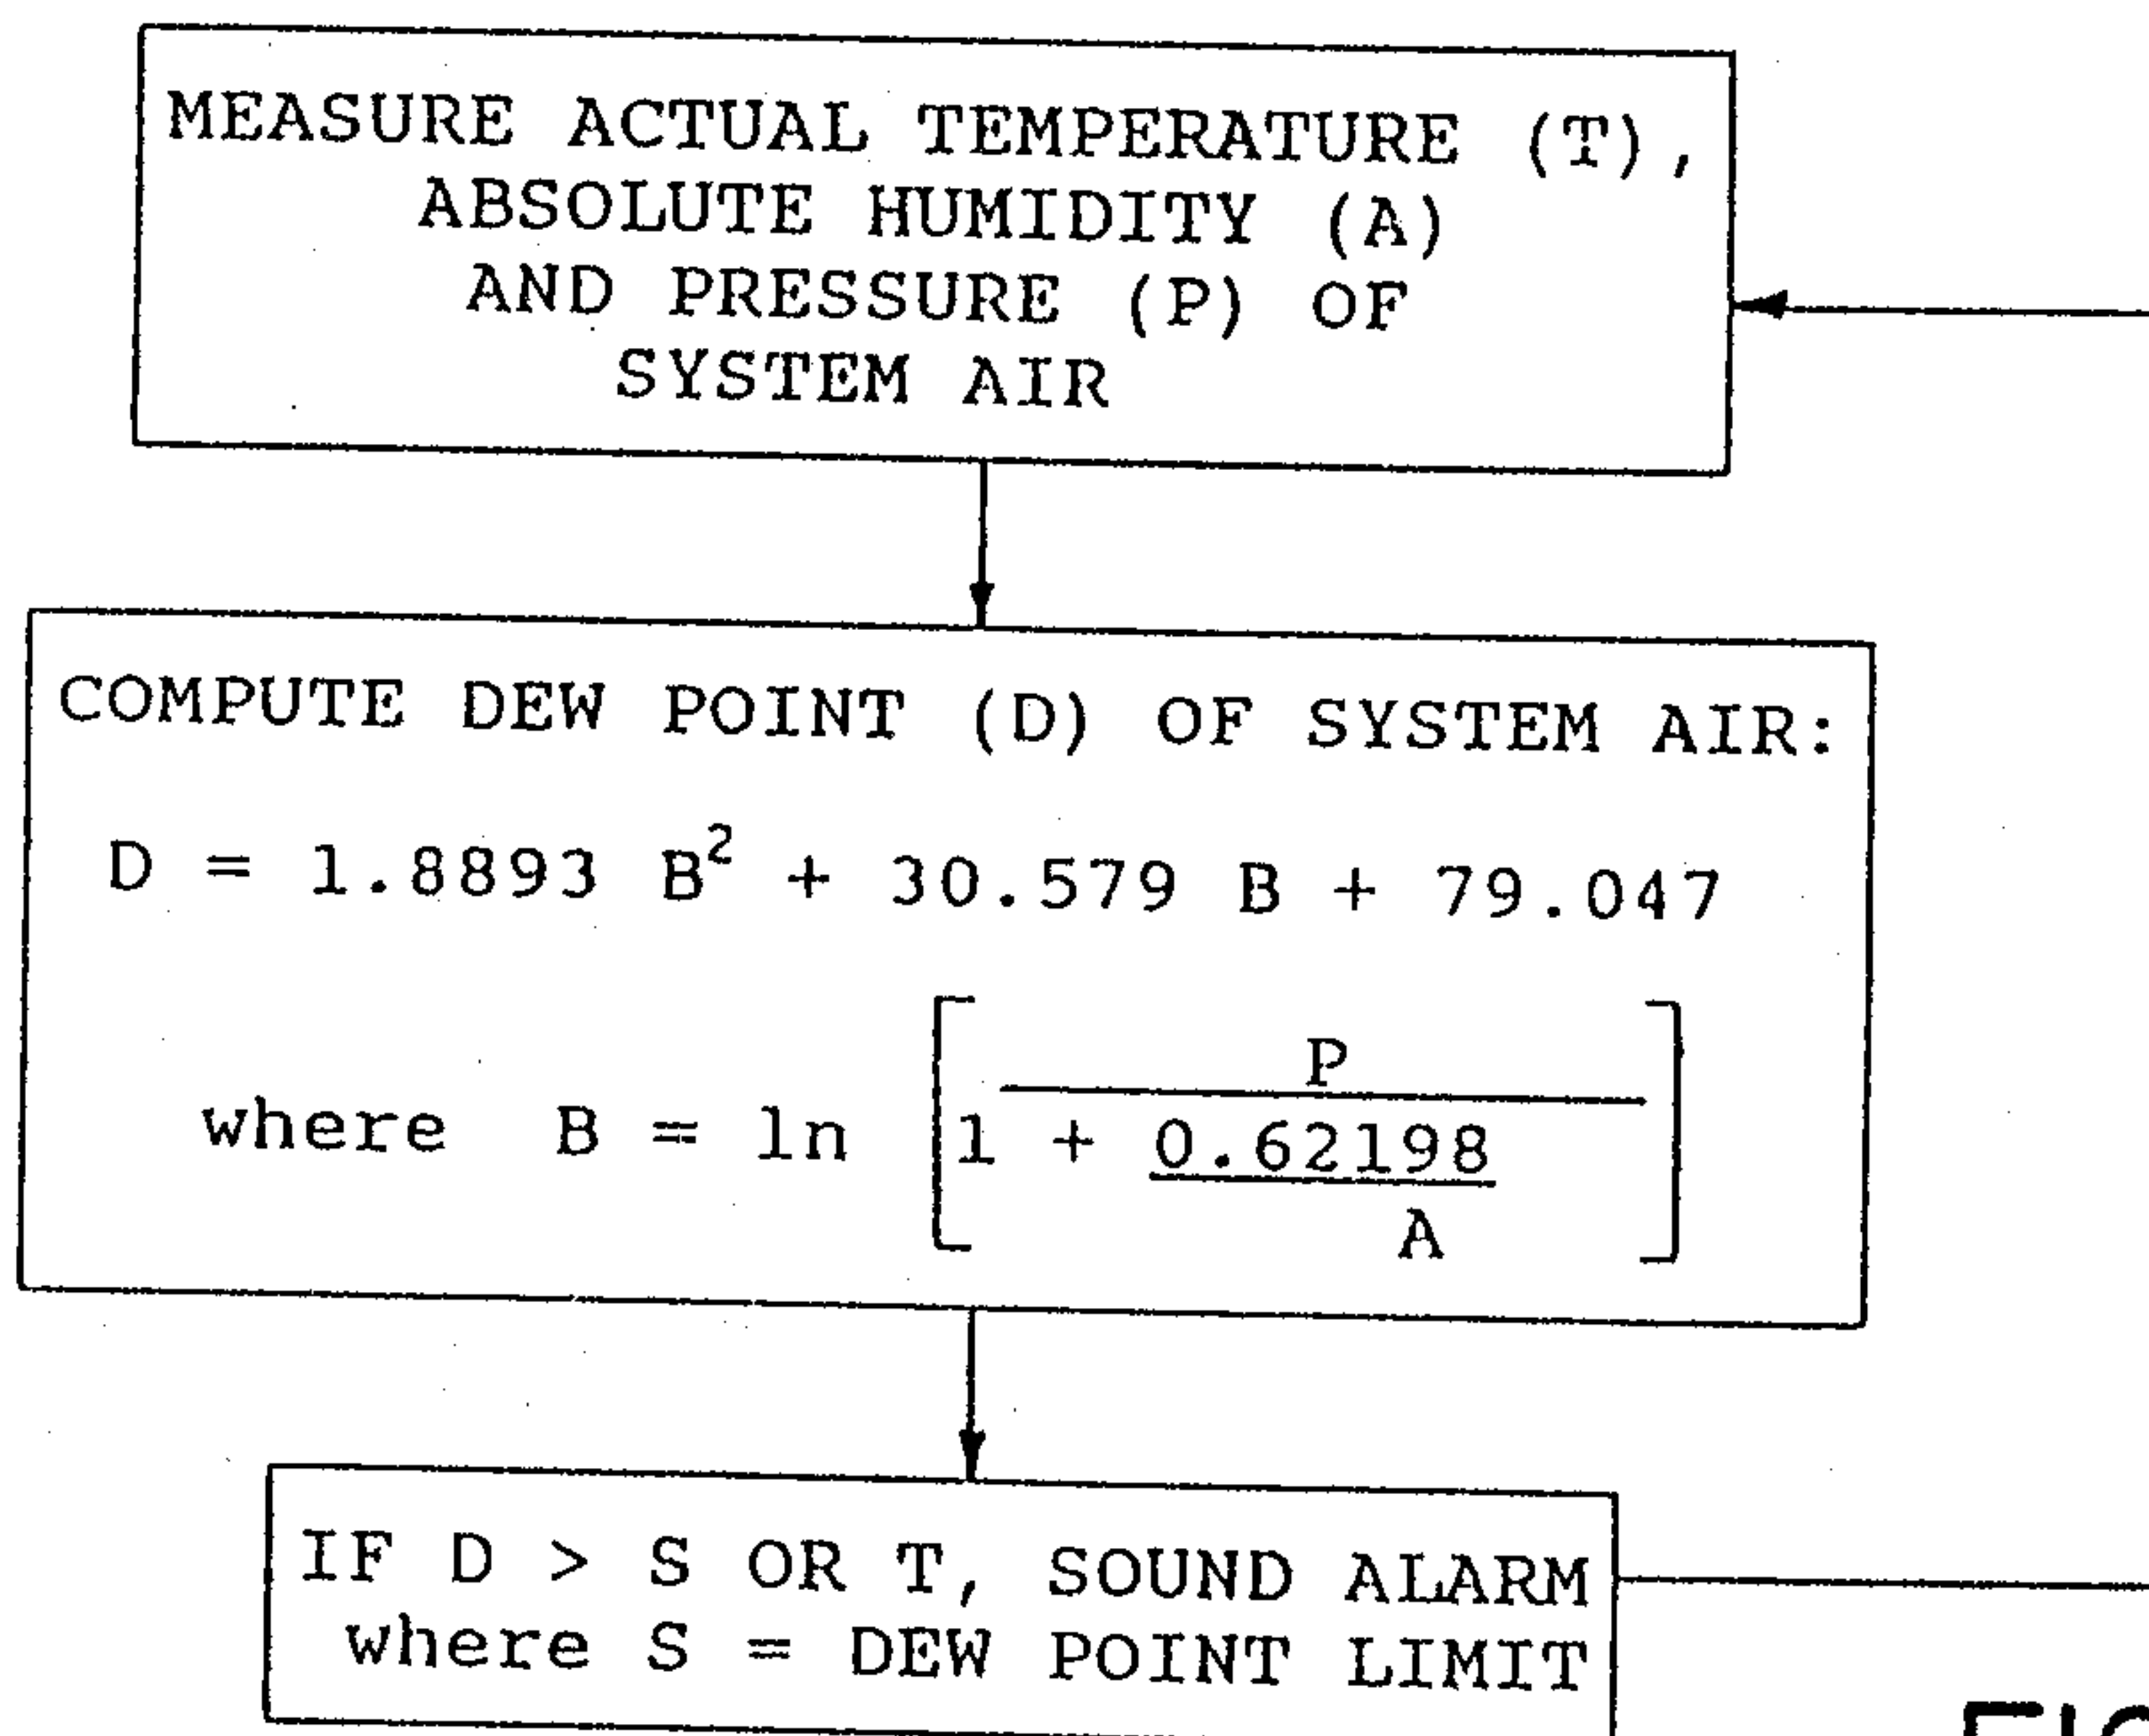 MEASURE ACTUAL TEMPERATURE (T),
ABSOLUTE HUMIDITY (A)
AND PRESSURE (P) OF
SYSTEM AIR
COMPUTE DEW POINT (D) OF SYSTEM AIR:
D = 1.8893 B² + 30.579 B + 79.047
P
where B = ln [1 + 0.62198]
A
IF D > S OR T, SOUND ALARM
where S = DEW POINT LIMIT